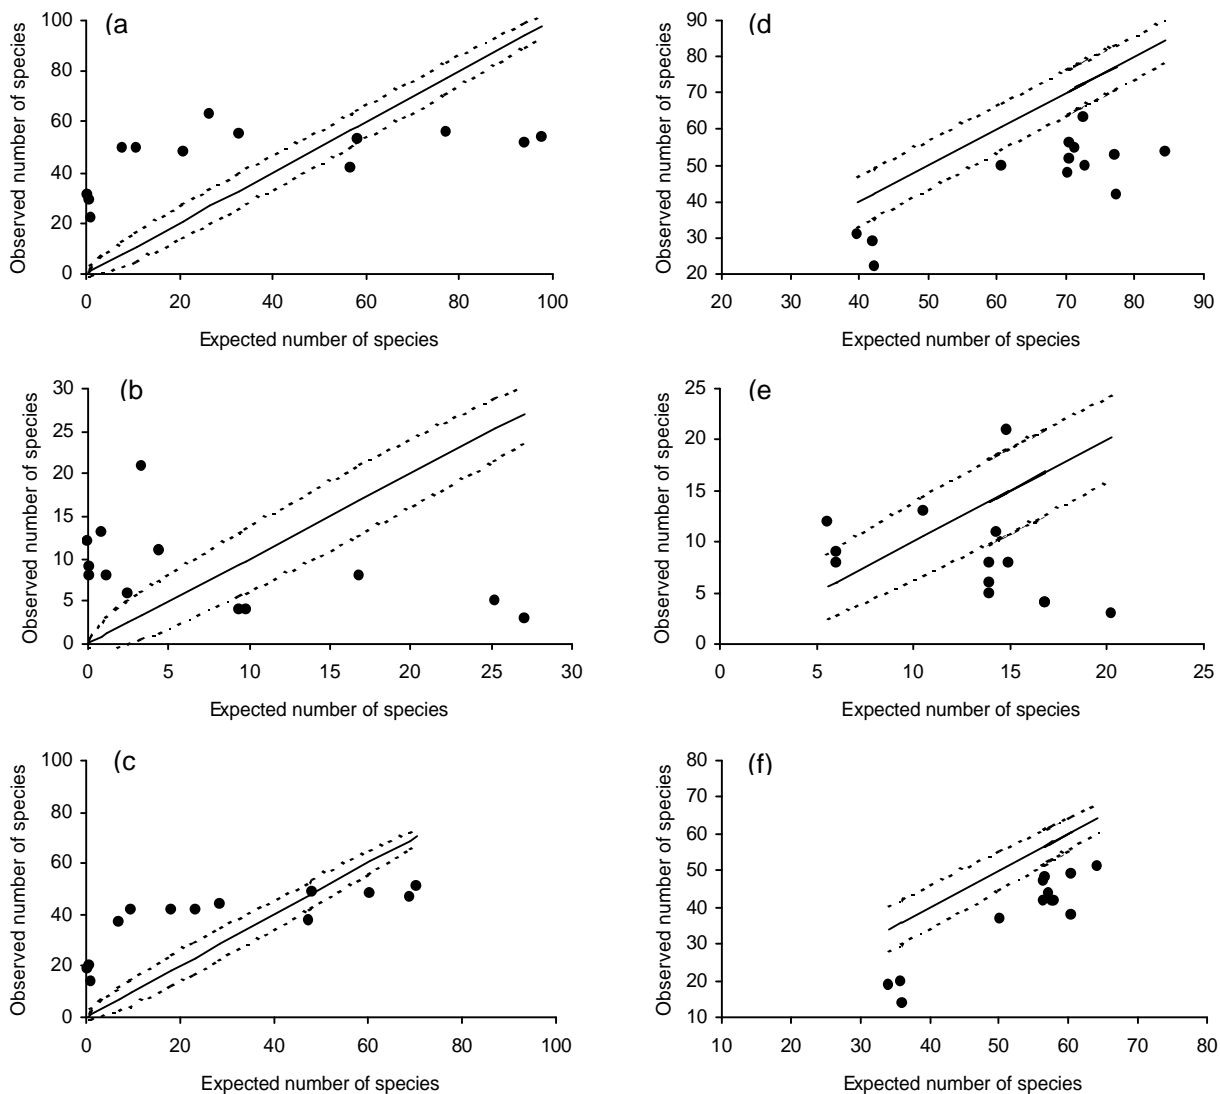 (a
Observed number of species
100
80
60
40
20
0
0 20 40 60 80 100
Expected number of species
(d
Observed number of species
90
80
70
60
50
40
30
20
20 30 40 50 60 70 80 90
Expected number of species
(b
Observed number of species
30
25
20
15
10
5
0
0 5 10 15 20 25 30
Expected number of species
(e
Observed number of species
25
20
15
10
5
0
0 5 10 15 20 25
Expected number of species
(c
Observed number of species
100
80
60
40
20
0
0 20 40 60 80 100
Expected number of species
(f)
Observed number of species
80
70
60
50
40
30
20
10
10 20 30 40 50 60 70 80
Expected number of species